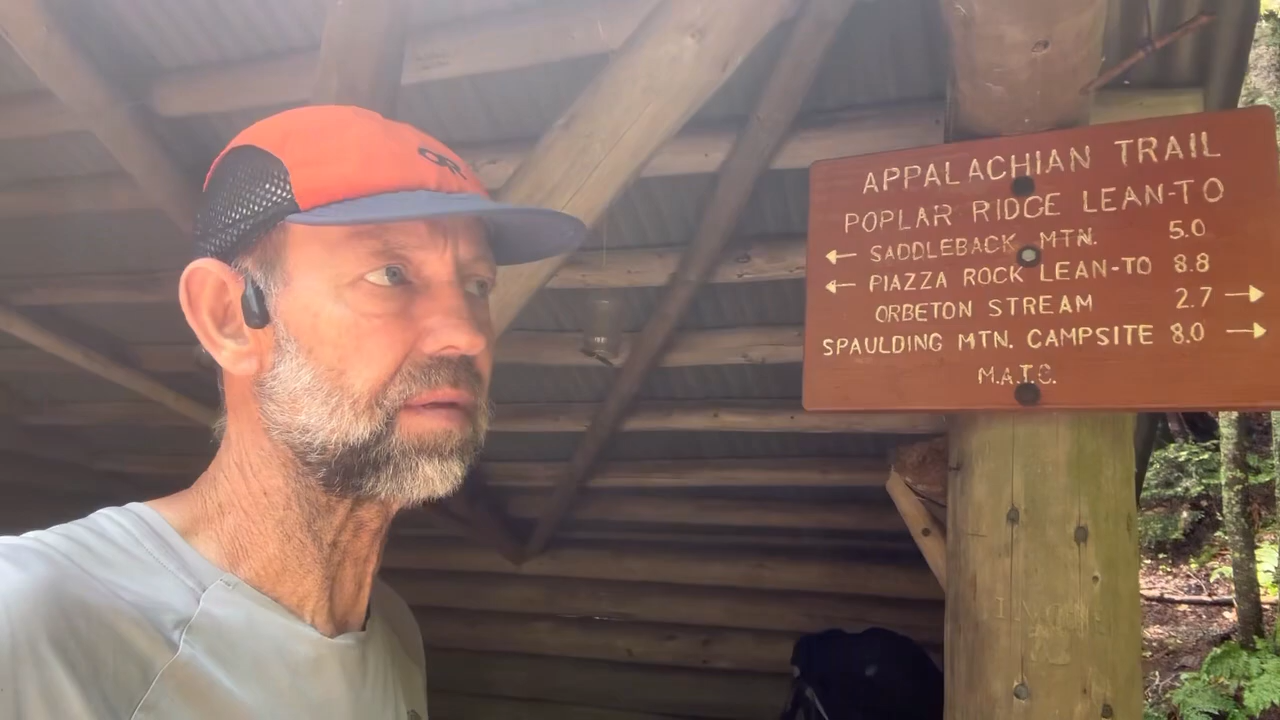 OR
APPALACHIAN TRAIL
POPLAR RIDGE LEAN-TO
← SADDLEBACK MTN. 5.0
← PIAZZA ROCK LEAN-TO 8.8
ORBETON STREAM 2.7 →
SPAULDING MTN. CAMPSITE 8.0 →
M.A.T.C.